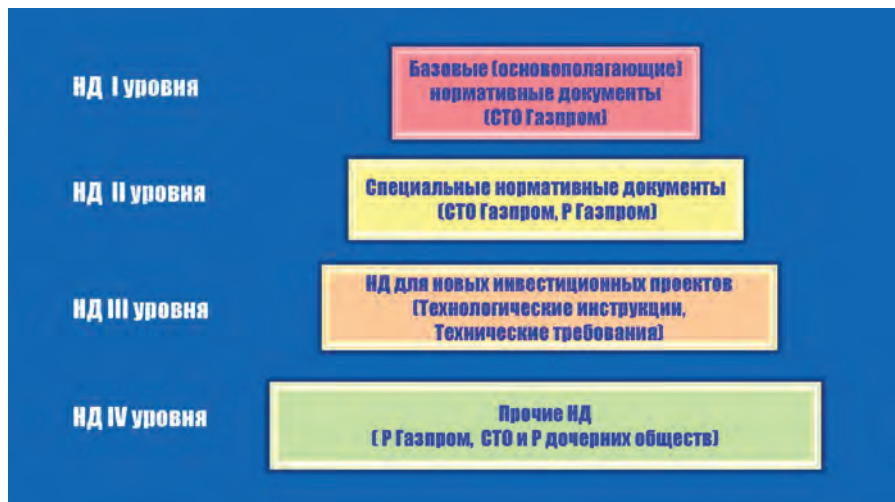 НД I уровня
Базовые (основополагающие)
нормативные документы
(СТО Газпром)
НД II уровня
Специальные нормативные документы
(СТО Газпром, Р Газпром)
НД III уровня
НД для новых инвестиционных проектов
(Технологические инструкции,
Технические требования)
НД IV уровня
Прочие НД
( Р Газпром, СТО и Р дочерних обществ)